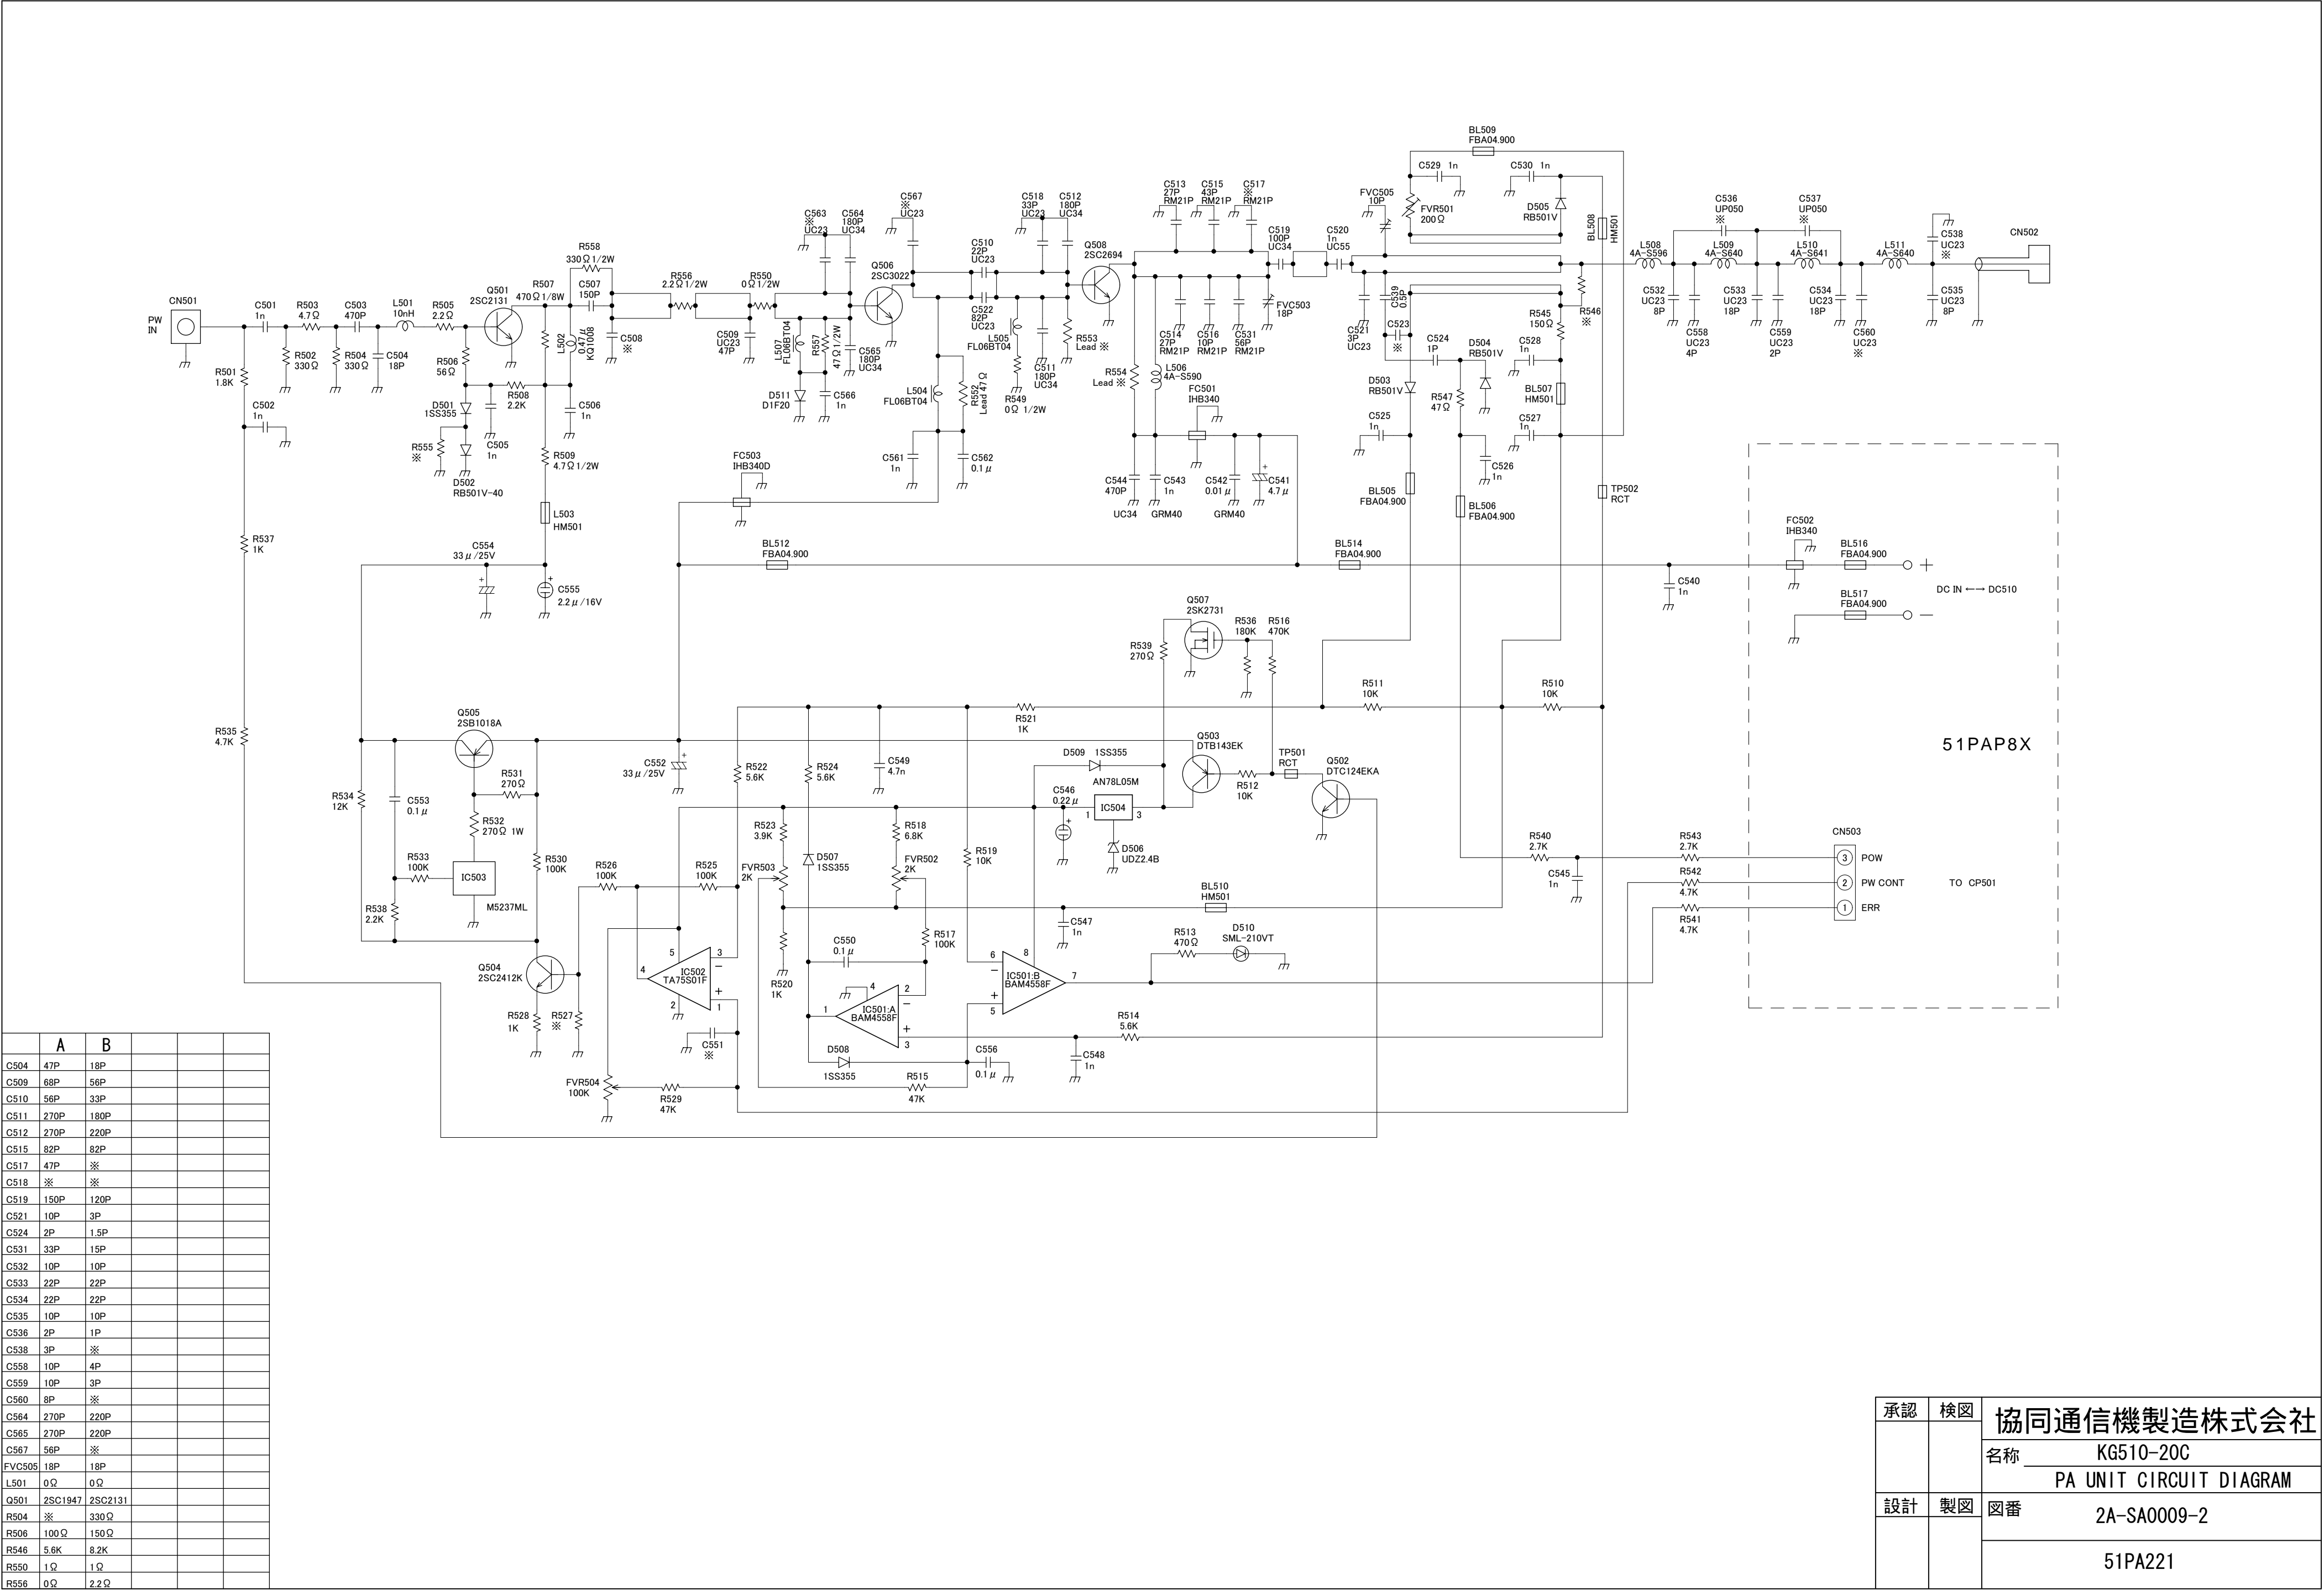 BL509
FBA04.900
C529 1n
C530 1n
FVC505
10P
FVR501
200Ω
D505
RB501V
BL508
HM501
C567
※
UC23
C518
33P
UC23
C512
180P
UC34
C513
27P
RM21P
C515
43P
RM21P
C517
※
RM21P
C563
※
UC23
C564
180P
UC34
C536
UP050
※
C537
UP050
※
C538
UC23
※
CN502
R558
330Ω1/2W
C510
22P
UC23
Q508
2SC2694
C519
100P
UC34
C520
1n
UC55
L508
4A-S596
L509
4A-S640
L510
4A-S641
L511
4A-S640
Q506
2SC3022
R556
2.2Ω1/2W
R550
0Ω1/2W
R507
470Ω1/8W
C507
150P
Q501
2SC2131
CN501
PW
IN
C501
1n
R503
4.7Ω
C503
470P
L501
10nH
R505
2.2Ω
C522
82P
UC23
FVC503
18P
C539
0.5P
C532
UC23
8P
C533
UC23
18P
C534
UC23
18P
C535
UC23
8P
R545
150Ω
R546
※
L502
0.47μ
KQ1008
C508
※
C509
UC23
47P
L507
FL06BT04
R557
47Ω1/2W
C565
180P
UC34
L505
FL06BT04
C511
180P
UC34
R553
Lead ※
C514
27P
RM21P
C516
10P
RM21P
C531
56P
RM21P
C521
3P
UC23
C523
※
C524
1P
D504
RB501V
C528
1n
C558
UC23
4P
C559
UC23
2P
C560
UC23
※
R502
330Ω
R504
330Ω
C504
18P
R506
56Ω
R501
1.8K
C502
1n
D501
1SS355
R508
2.2K
C506
1n
R555
※
C505
1n
D502
RB501V-40
R509
4.7Ω1/2W
D511
D1F20
C566
1n
L504
FL06BT04
R552
Lead 47Ω
R549
0Ω 1/2W
R554
Lead ※
L506
4A-S590
FC501
IHB340
D503
RB501V
R547
47Ω
BL507
HM501
C525
1n
C527
1n
C526
1n
C561
1n
C562
0.1μ
FC503
IHB340D
C544
470P
C543
1n
C542
0.01μ
C541
4.7μ
+
UC34
GRM40
GRM40
BL505
FBA04.900
BL506
FBA04.900
TP502
RCT
L503
HM501
R537
1K
C554
33μ/25V
+
C555
2.2μ/16V
+
BL512
FBA04.900
BL514
FBA04.900
FC502
IHB340
BL516
FBA04.900
+
BL517
FBA04.900
−
DC IN ←→ DC510
C540
1n
Q507
2SK2731
R539
270Ω
R536
180K
R516
470K
R511
10K
R510
10K
R521
1K
Q505
2SB1018A
R535
4.7K
Q503
DTB143EK
TP501
RCT
Q502
DTC124EKA
R512
10K
D509 1SS355
AN78L05M
IC504
1
3
D506
UDZ2.4B
C546
0.22μ
+
C552
33μ/25V
+
R522
5.6K
R524
5.6K
C549
4.7n
R531
270Ω
R534
12K
C553
0.1μ
R532
270Ω 1W
R533
100K
IC503
M5237ML
R538
2.2K
R530
100K
R526
100K
R525
100K
R523
3.9K
FVR503
2K
D507
1SS355
R518
6.8K
FVR502
2K
R519
10K
BL510
HM501
C547
1n
R513
470Ω
D510
SML-210VT
R540
2.7K
C545
1n
R543
2.7K
R542
4.7K
R541
4.7K
51PAP8X
CN503
3 POW
2 PW CONT
1 ERR
TO CP501
Q504
2SC2412K
R528
1K
R527
※
5
4
3
−
IC502
TA75S01F
+
2
1
C551
※
R520
1K
C550
0.1μ
R517
100K
4
2
−
1
IC501:A
BAM4558F
+
3
6
−
8
IC501:B
BAM4558F
+
5
7
R514
5.6K
C548
1n
D508
1SS355
C556
0.1μ
R515
47K
FVR504
100K
R529
47K
A B
C504 47P 18P
C509 68P 56P
C510 56P 33P
C511 270P 180P
C512 270P 220P
C515 82P 82P
C517 47P ※
C518 ※ ※
C519 150P 120P
C521 10P 3P
C524 2P 1.5P
C531 33P 15P
C532 10P 10P
C533 22P 22P
C534 22P 22P
C535 10P 10P
C536 2P 1P
C538 3P ※
C558 10P 4P
C559 10P 3P
C560 8P ※
C564 270P 220P
C565 270P 220P
C567 56P ※
FVC505 18P 18P
L501 0Ω 0Ω
Q501 2SC1947 2SC2131
R504 ※ 330Ω
R506 100Ω 150Ω
R546 5.6K 8.2K
R550 1Ω 1Ω
R556 0Ω 2.2Ω
承認 検図 協同通信機製造株式会社
名称 KG510-20C
PA UNIT CIRCUIT DIAGRAM
設計 製図 図番 2A-SA0009-2
51PA221